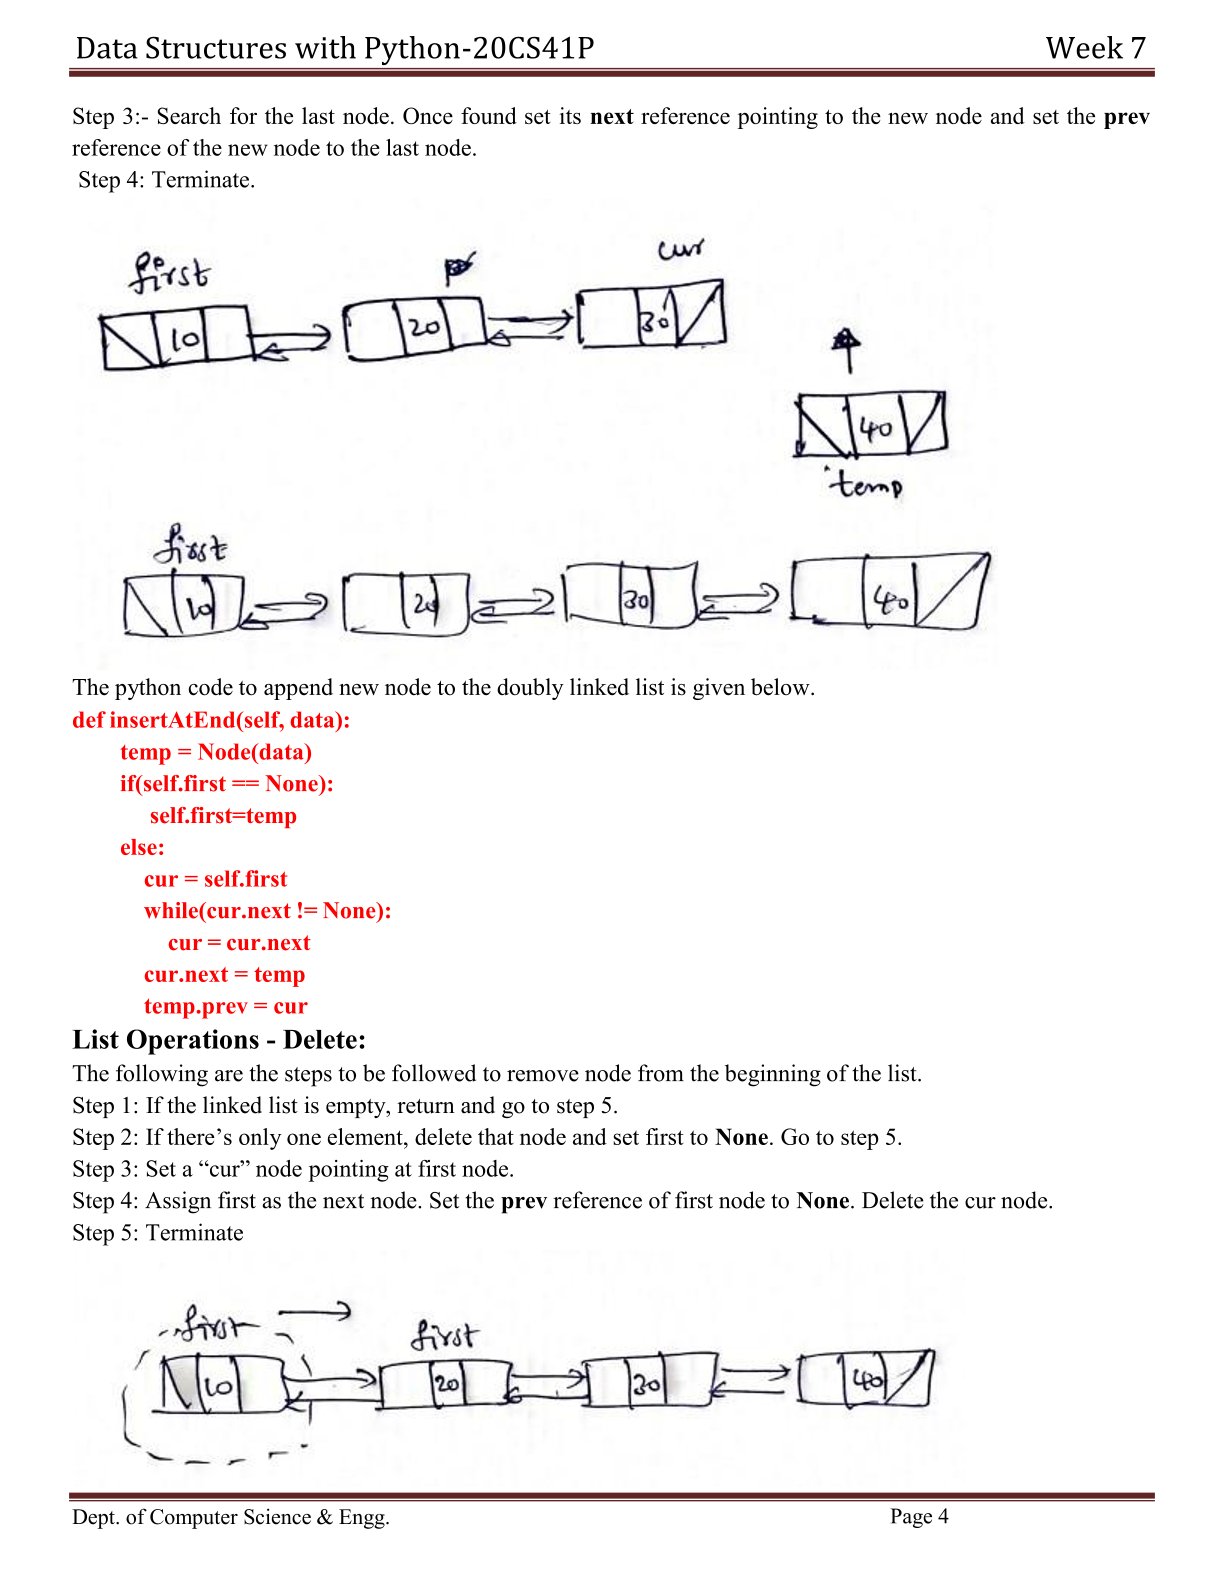 Data Structures with Python-20CS41P Week 7
Step 3:- Search for the last node. Once found set its next reference pointing to the new node and set the prev
reference of the new node to the last node.
Step 4: Terminate.
first cur
10 20 30
40
temp
first
10 20 30 40
The python code to append new node to the doubly linked list is given below.
def insertAtEnd(self, data):
temp = Node(data)
if(self.first == None):
self.first=temp
else:
cur = self.first
while(cur.next != None):
cur = cur.next
cur.next = temp
temp.prev = cur
List Operations - Delete:
The following are the steps to be followed to remove node from the beginning of the list.
Step 1: If the linked list is empty, return and go to step 5.
Step 2: If there’s only one element, delete that node and set first to None. Go to step 5.
Step 3: Set a “cur” node pointing at first node.
Step 4: Assign first as the next node. Set the prev reference of first node to None. Delete the cur node.
Step 5: Terminate
first first
10 20 30 40
Dept. of Computer Science & Engg. Page 4